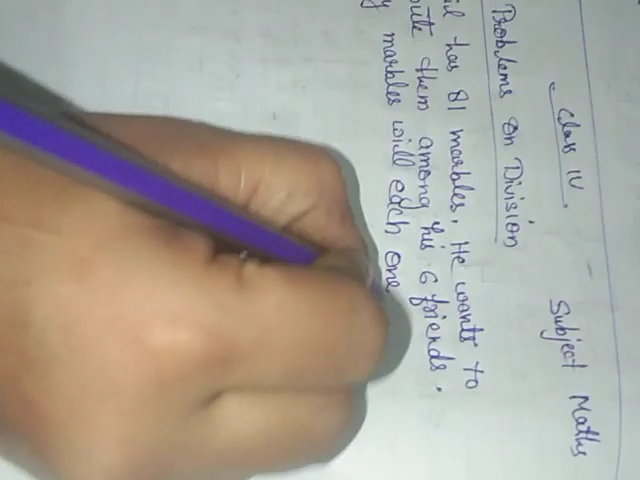 Class IV. Subject Maths
Problems on Division
has 81 marbles. He wants to
them among his 6 friends.
marbles will each one